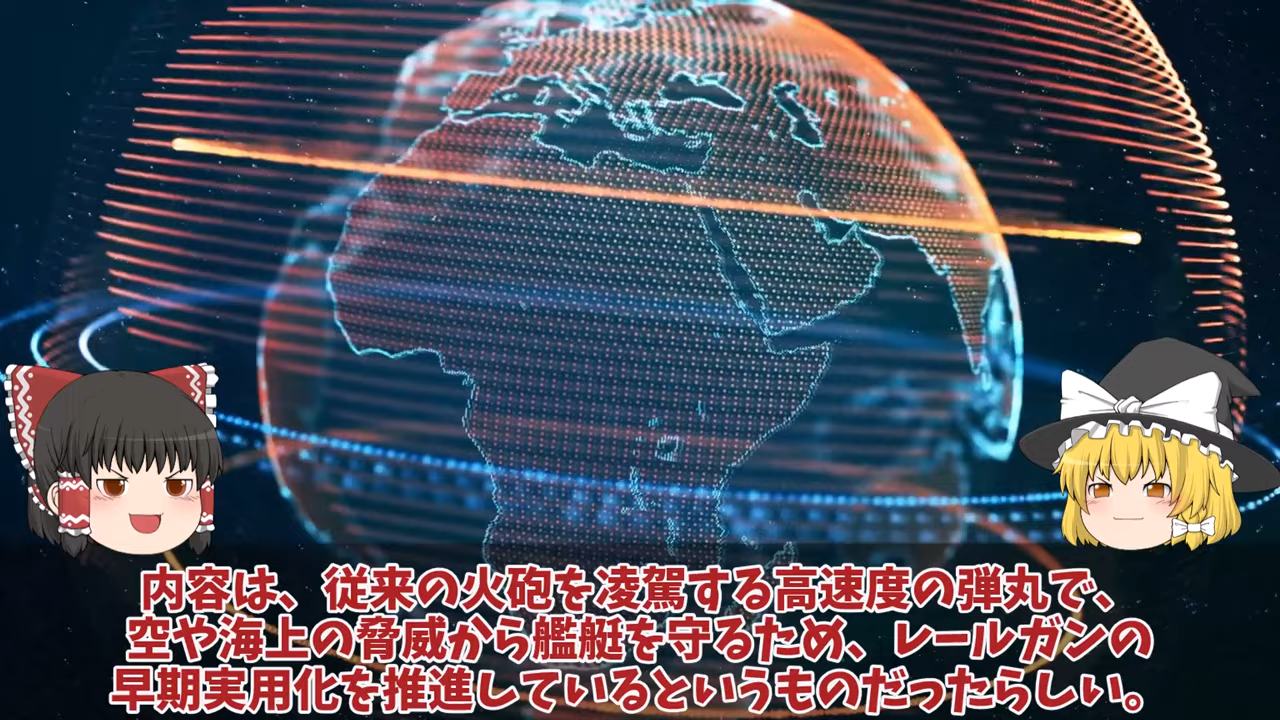 内容は、従来の火砲を凌駕する高速度の弾丸で、
空や海上の脅威から艦艇を守るため、レールガンの
早期実用化を推進しているというものだったらしい。